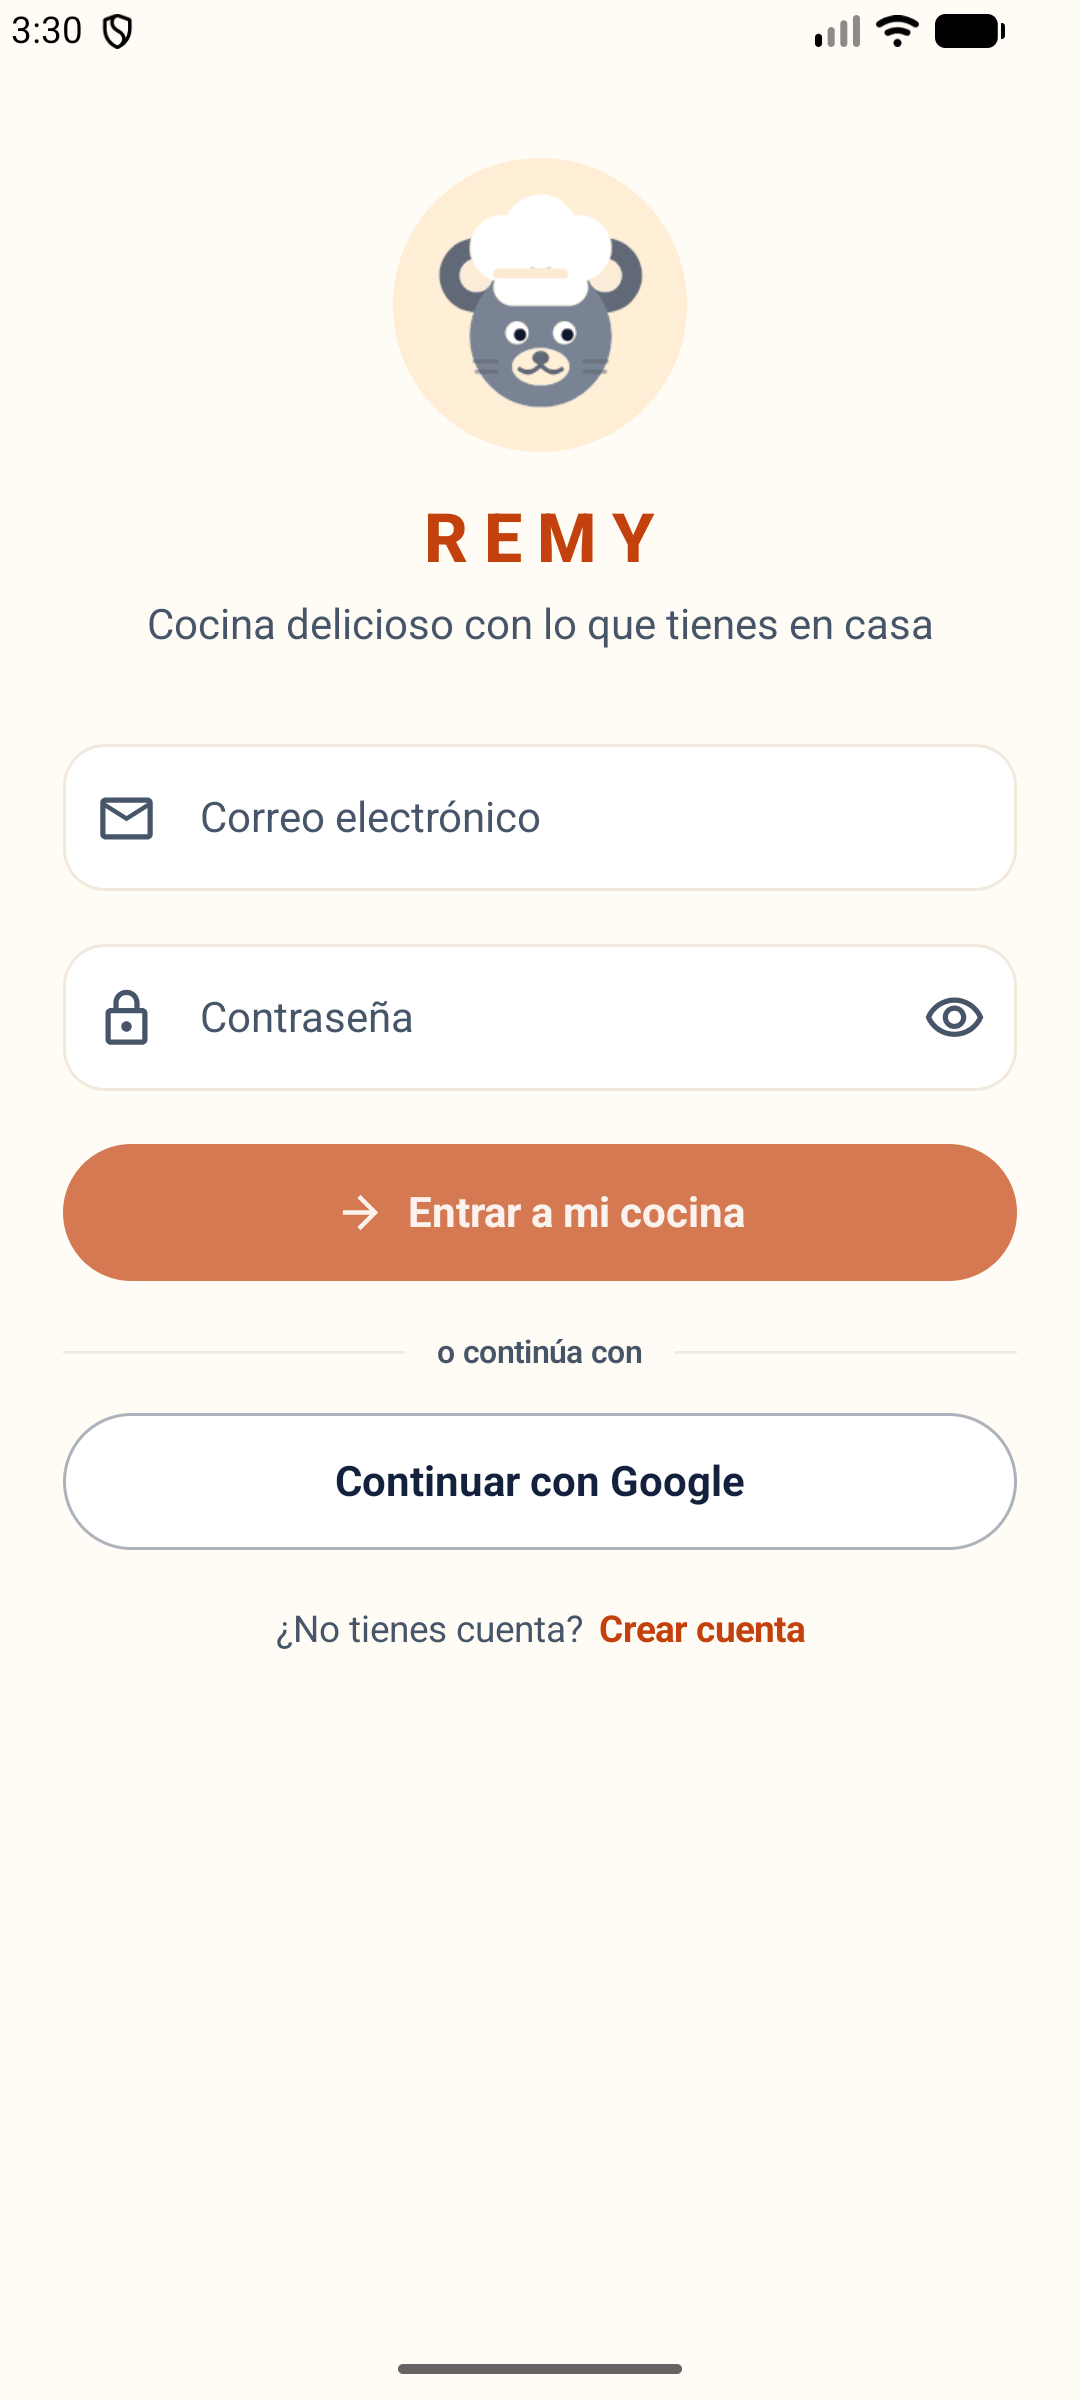 3:30
REMY
Cocina delicioso con lo que tienes en casa
Correo electrónico
Contraseña
Entrar a mi cocina
o continúa con
Continuar con Google
¿No tienes cuenta? Crear cuenta